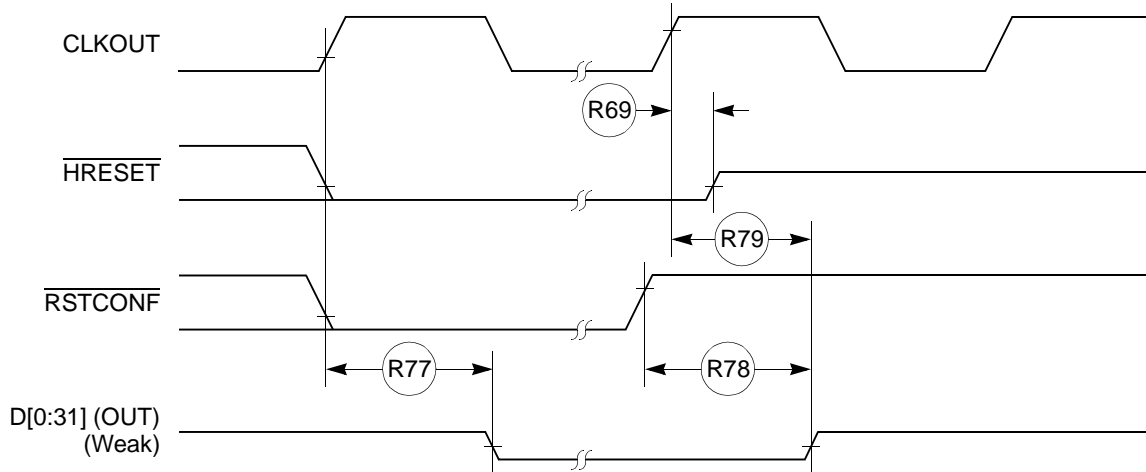 CLKOUT
R69
HRESET
R79
RSTCONF
R77
R78
D[0:31] (OUT)
(Weak)